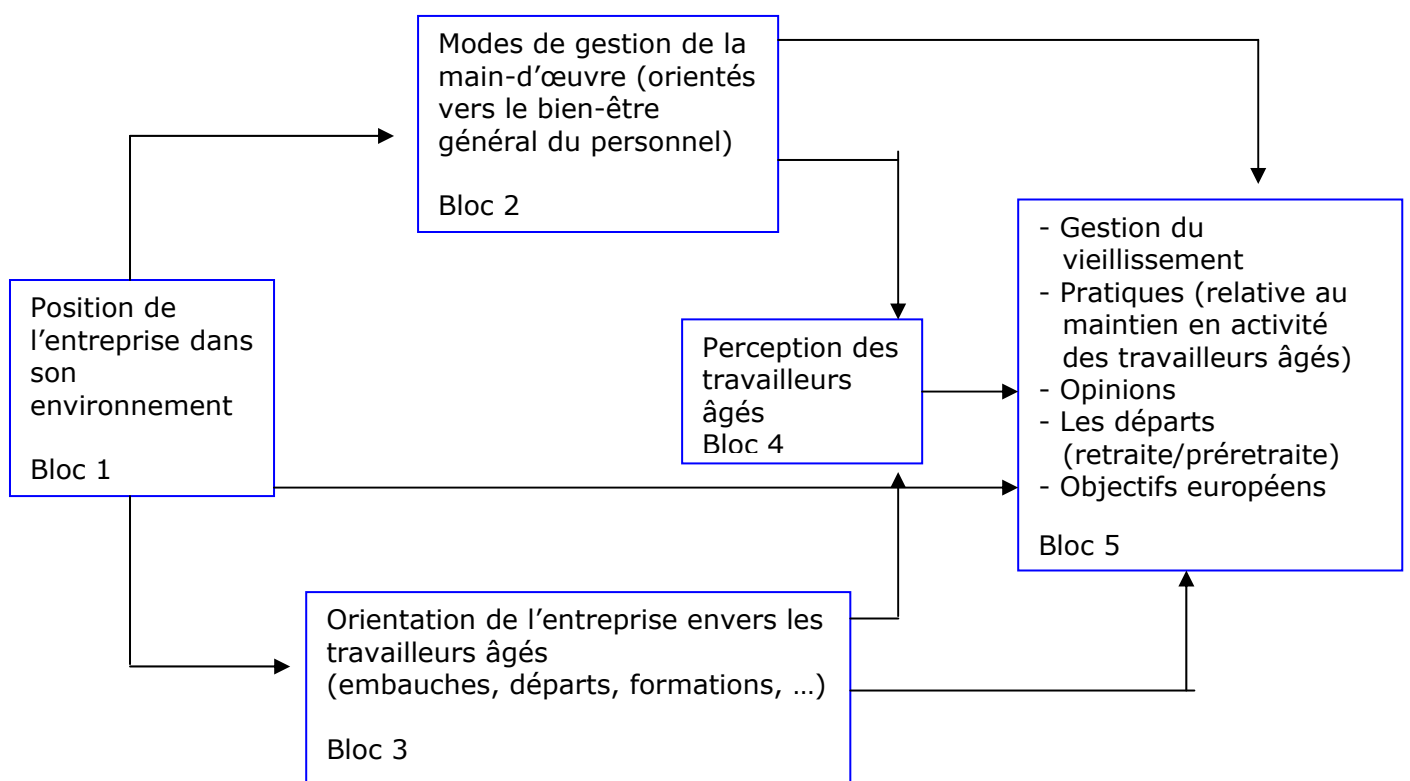 Modes de gestion de la
main-d’œuvre (orientés
vers le bien-être
général du personnel)
Bloc 2
Position de
l’entreprise dans
son
environnement
Bloc 1
Perception des
travailleurs
âgés
Bloc 4
- Gestion du
vieillissement
- Pratiques (relative au
maintien en activité
des travailleurs âgés)
- Opinions
- Les départs
(retraite/préretraite)
- Objectifs européens
Bloc 5
Orientation de l’entreprise envers les
travailleurs âgés
(embauches, départs, formations, …)
Bloc 3